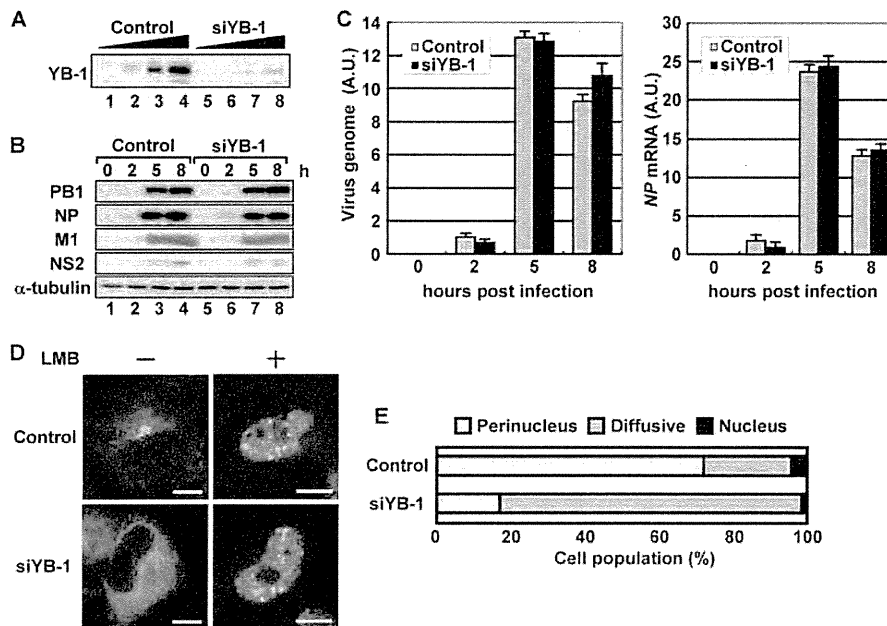 A
Control siYB-1
YB-1
1 2 3 4 5 6 7 8
B
Control siYB-1
0 2 5 8 0 2 5 8 h
PB1
NP
M1
NS2
α-tubulin
1 2 3 4 5 6 7 8
C
Virus genome (A.U.)
14
12
10
8
6
4
2
0
Control
siYB-1
0 2 5 8
hours post infection
NP mRNA (A.U.)
30
25
20
15
10
5
0
Control
siYB-1
0 2 5 8
hours post infection
D
LMB − +
Control
siYB-1
E
Perinucleus Diffusive Nucleus
Control
siYB-1
0 20 40 60 80 100
Cell population (%)